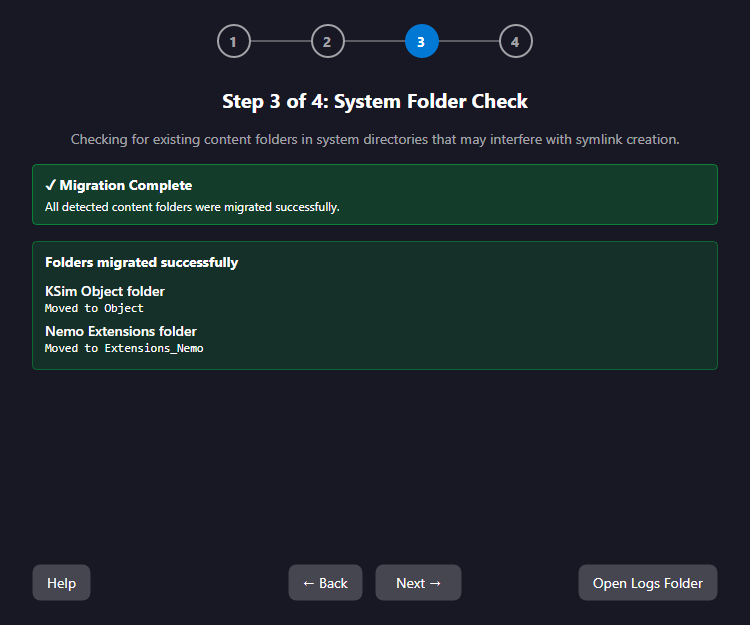 1 2 3 4
Step 3 of 4: System Folder Check
Checking for existing content folders in system directories that may interfere with symlink creation.
✓ Migration Complete
All detected content folders were migrated successfully.
Folders migrated successfully
KSim Object folder
Moved to Object
Nemo Extensions folder
Moved to Extensions_Nemo
Help ← Back Next → Open Logs Folder